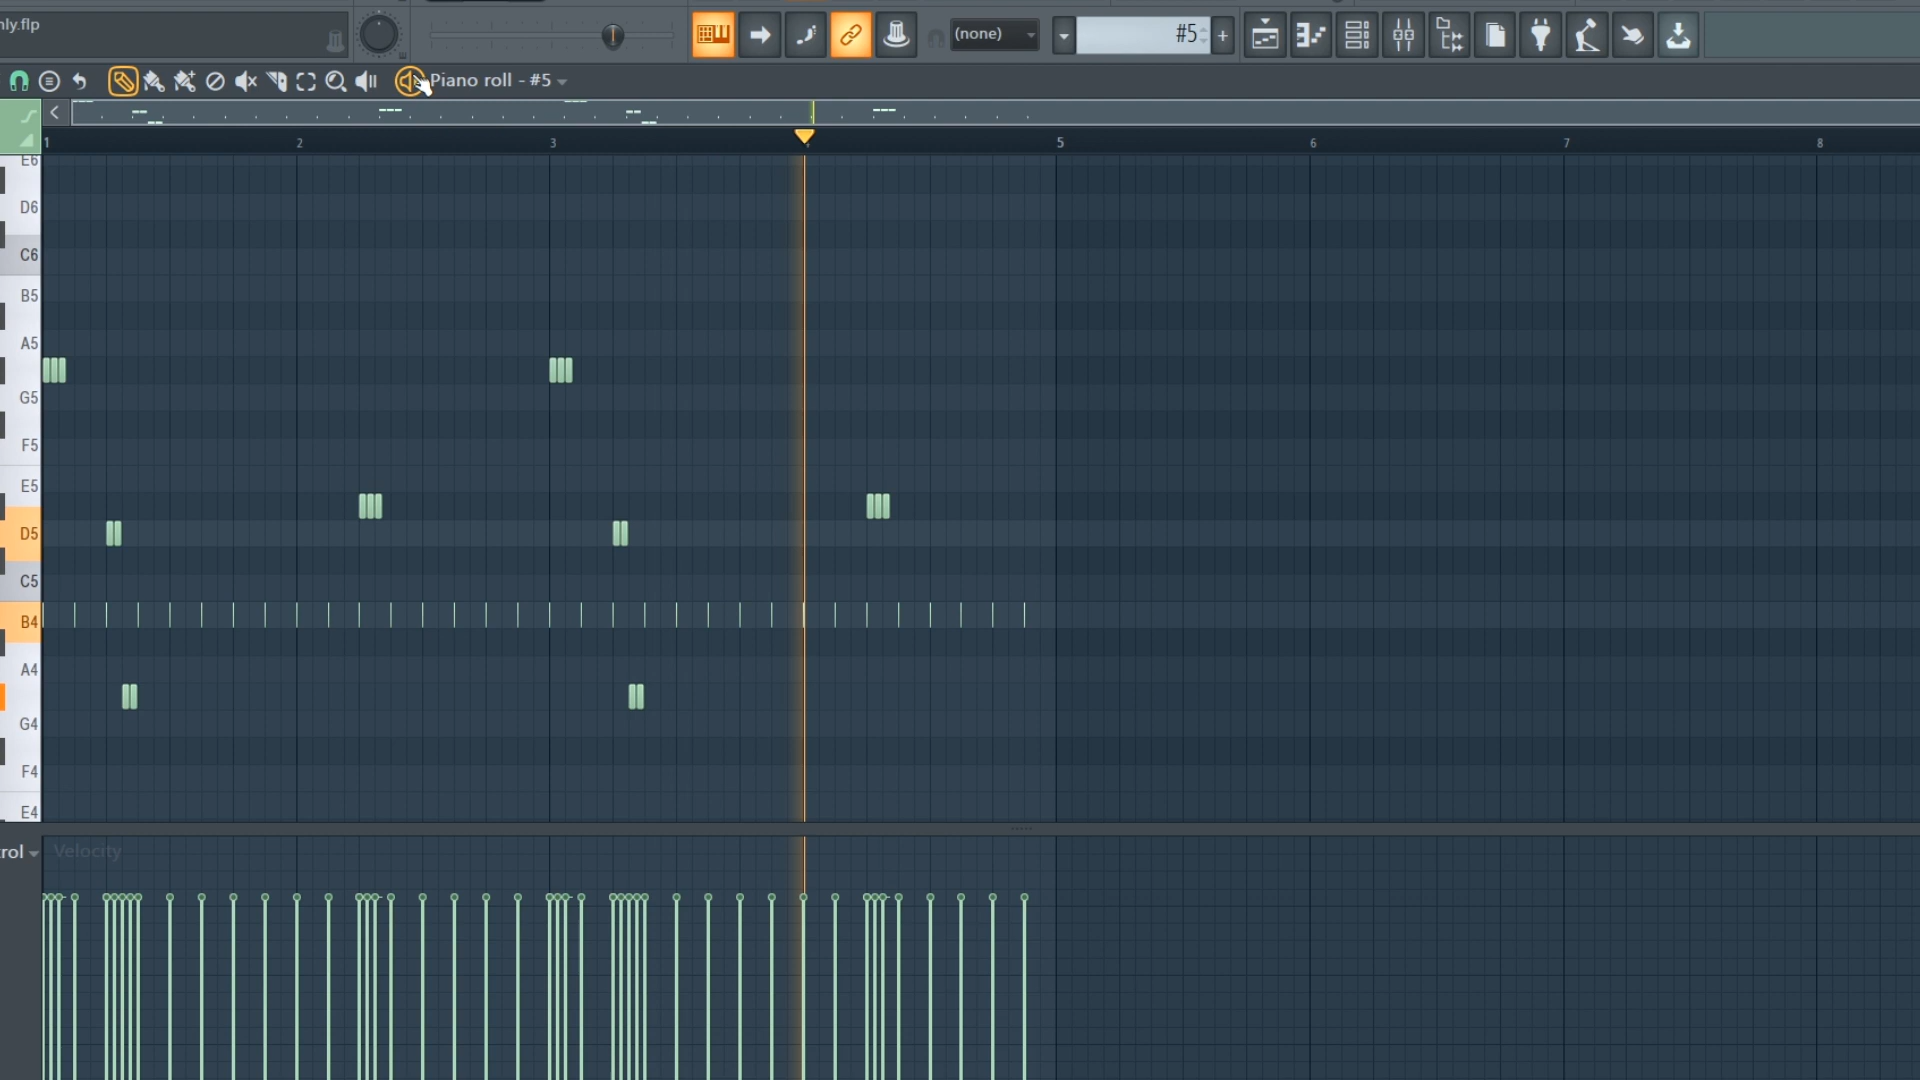 nly.flp
(none)
#5
+
Piano roll - #5
1 2 3 5 6 7 8
E6
D6
C6
B5
A5
G5
F5
E5
D5
C5
B4
A4
G4
F4
E4
rol
Velocity